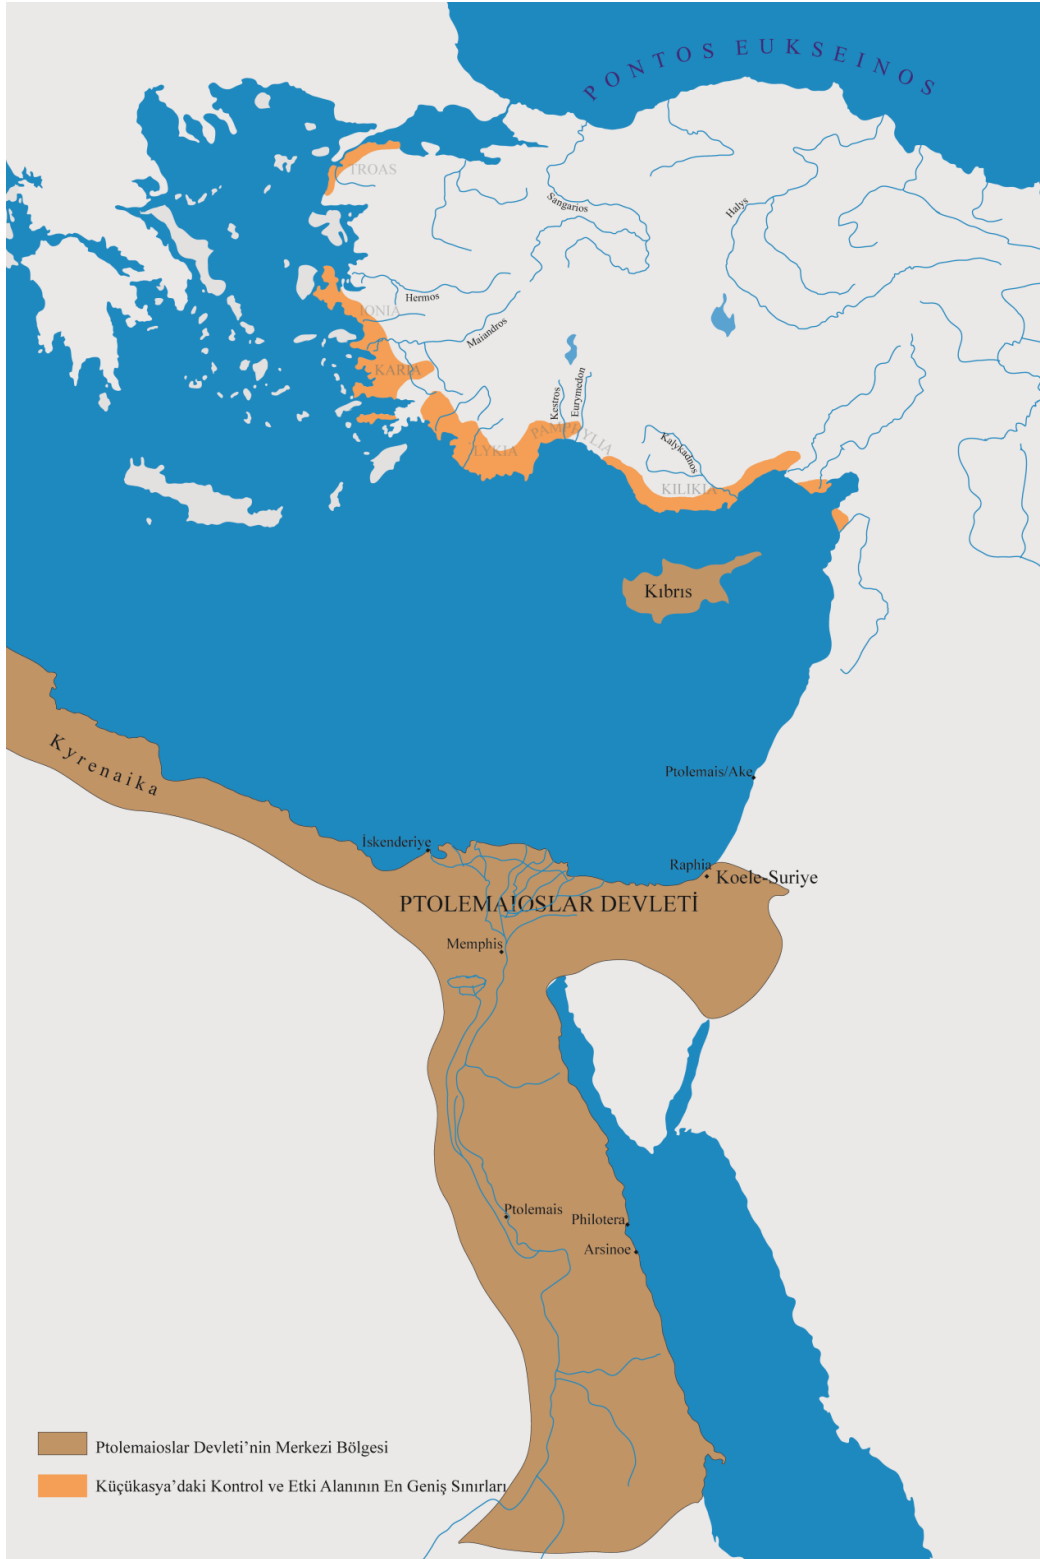 PONTOS EUKSEINOS
TROAS
Sangarios
Halys
Hermos
IONIA
Maiandros
KARIA
Kestros
Eurymedon
PAMPHYLIA
LYKIA
Kalykadnos
KILIKIA
Kıbrıs
Kyrenaika
Ptolemais/Ake
İskenderiye
Raphia
Koele-Suriye
PTOLEMAIOSLAR DEVLETİ
Memphis
Ptolemais
Philotera
Arsinoe
Ptolemaioslar Devleti’nin Merkezi Bölgesi
Küçükasya’daki Kontrol ve Etki Alanının En Geniş Sınırları